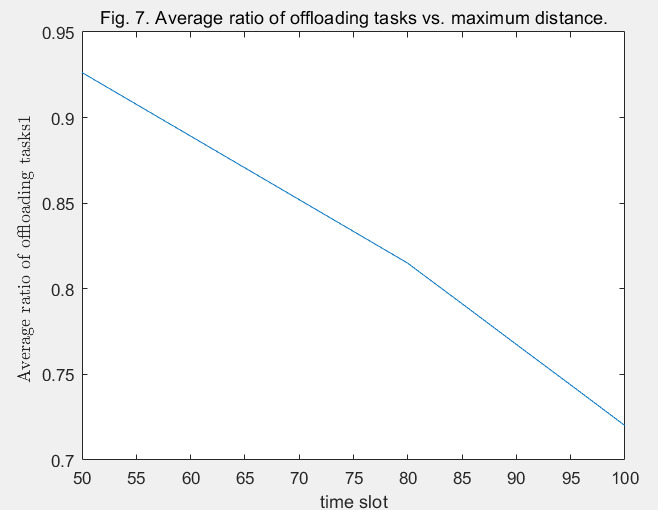 Fig. 7. Average ratio of offloading tasks vs. maximum distance.
Average ratio of offloading tasks1
0.95
0.9
0.85
0.8
0.75
0.7
50 55 60 65 70 75 80 85 90 95 100
time slot